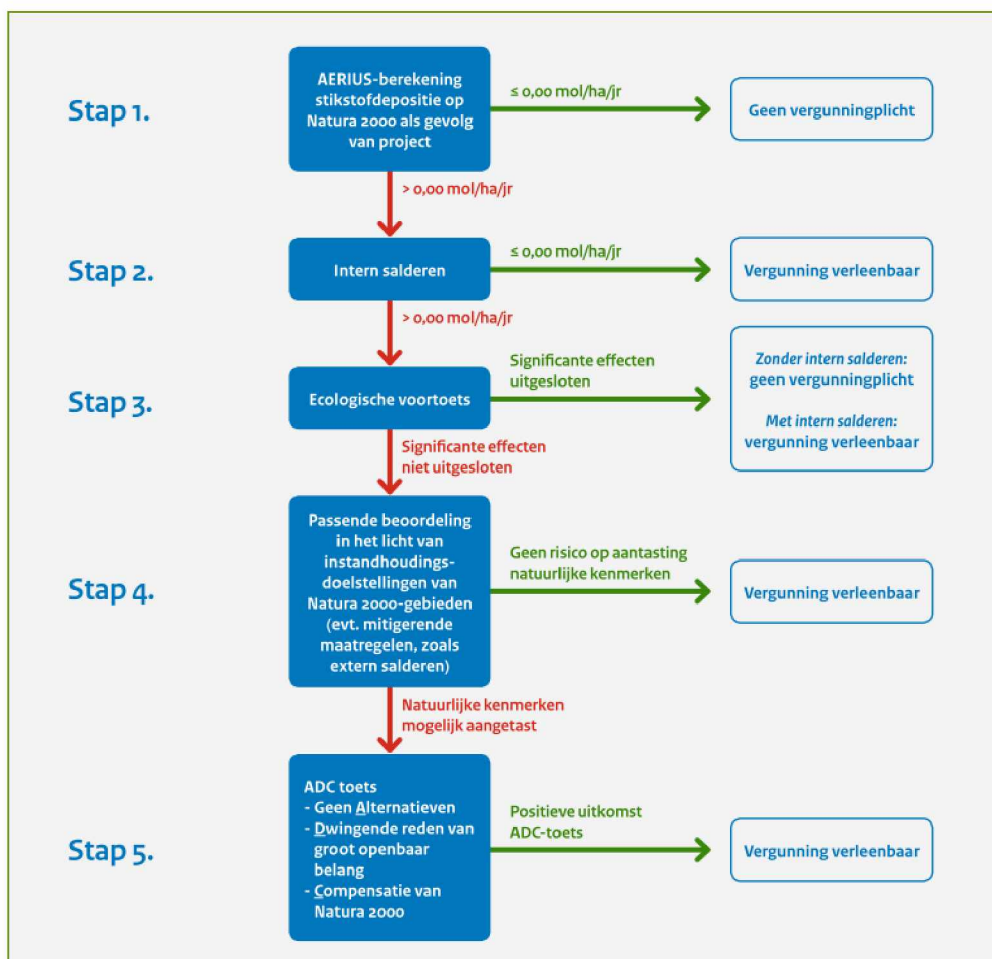 Stap 1.
AERIUS-berekening
stikstofdepositie op
Natura 2000 als gevolg
van project
≤ 0,00 mol/ha/jr
Geen vergunningplicht
> 0,00 mol/ha/jr
Stap 2.
Intern salderen
≤ 0,00 mol/ha/jr
Vergunning verleenbaar
> 0,00 mol/ha/jr
Stap 3.
Ecologische voortoets
Significante effecten
uitgesloten
Zonder intern salderen:
geen vergunningplicht
Met intern salderen:
vergunning verleenbaar
Significante effecten
niet uitgesloten
Stap 4.
Passende beoordeling
in het licht van
instandhoudings-
doelstellingen van
Natura 2000-gebieden
(evt. mitigerende
maatregelen, zoals
extern salderen)
Geen risico op aantasting
natuurlijke kenmerken
Vergunning verleenbaar
Natuurlijke kenmerken
mogelijk aangetast
Stap 5.
ADC toets
- Geen Alternatieven
- Dwingende reden van
groot openbaar
belang
- Compensatie van
Natura 2000
Positieve uitkomst
ADC-toets
Vergunning verleenbaar